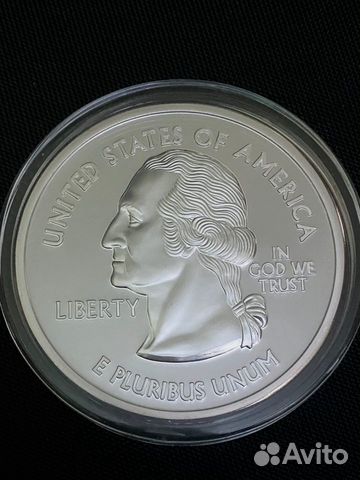 UNITED STATES OF AMERICA
LIBERTY
IN
GOD WE
TRUST
E PLURIBUS UNUM
Avito